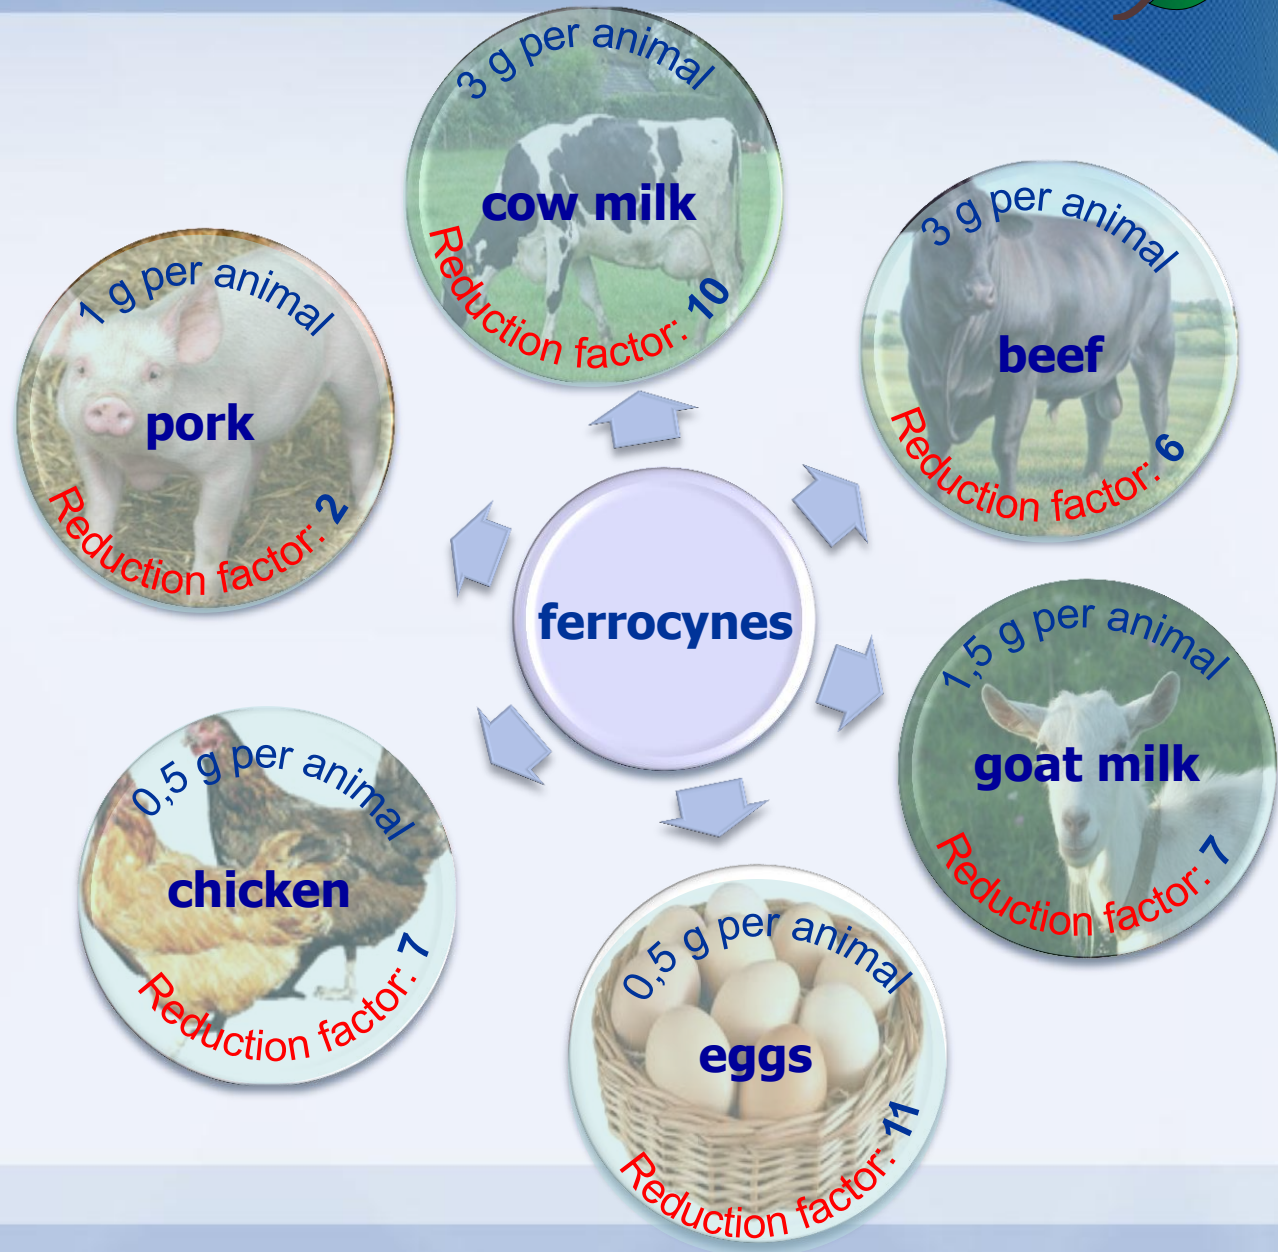 3 g per animal
cow milk
Reduction factor: 10
3 g per animal
beef
Reduction factor: 6
1 g per animal
pork
Reduction factor: 2
ferrocynes
1,5 g per animal
goat milk
Reduction factor: 7
0,5 g per animal
chicken
Reduction factor: 7
0,5 g per animal
eggs
Reduction factor: 11